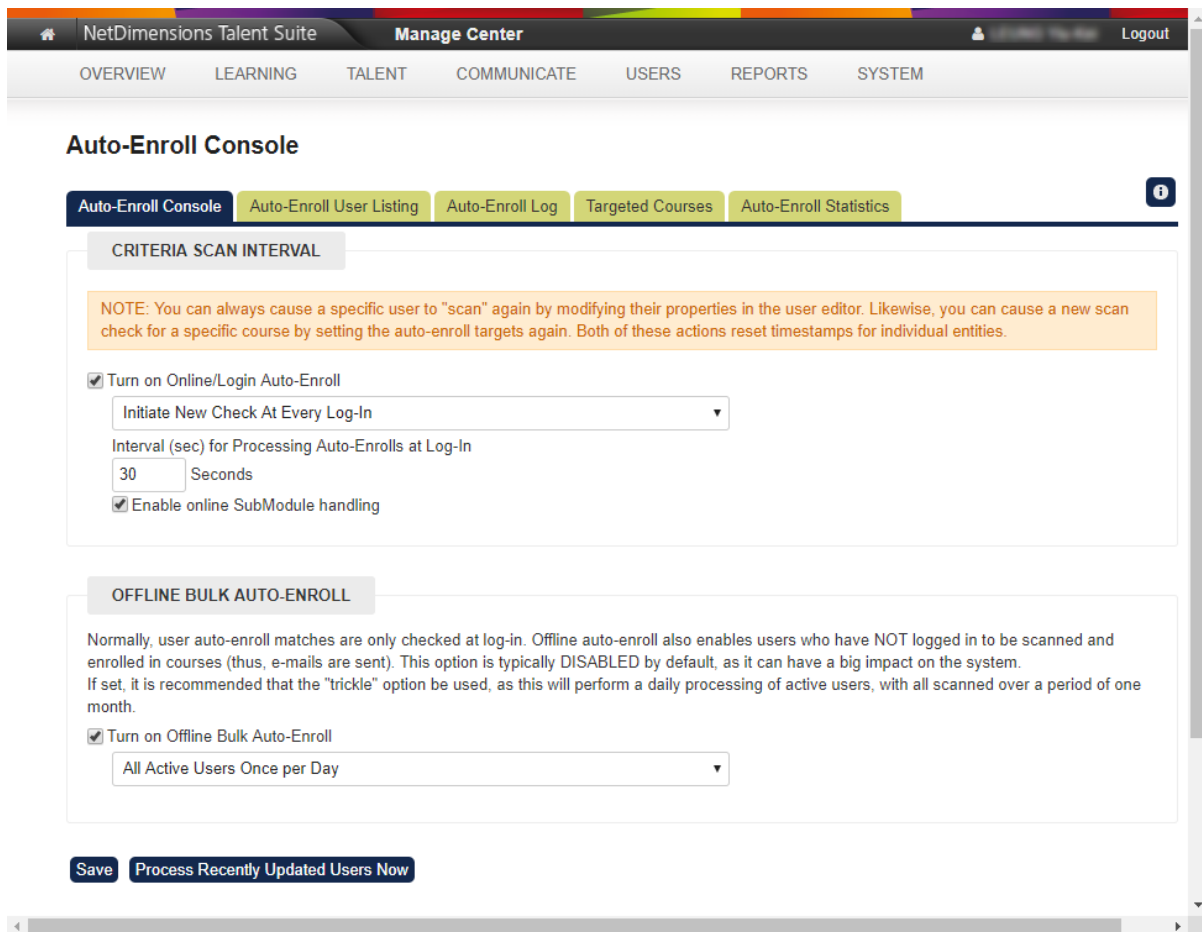 NetDimensions Talent Suite Manage Center Logout
OVERVIEW LEARNING TALENT COMMUNICATE USERS REPORTS SYSTEM
Auto-Enroll Console
Auto-Enroll Console Auto-Enroll User Listing Auto-Enroll Log Targeted Courses Auto-Enroll Statistics
CRITERIA SCAN INTERVAL
NOTE: You can always cause a specific user to "scan" again by modifying their properties in the user editor. Likewise, you can cause a new scan
check for a specific course by setting the auto-enroll targets again. Both of these actions reset timestamps for individual entities.
Turn on Online/Login Auto-Enroll
Initiate New Check At Every Log-In
Interval (sec) for Processing Auto-Enrolls at Log-In
30 Seconds
Enable online SubModule handling
OFFLINE BULK AUTO-ENROLL
Normally, user auto-enroll matches are only checked at log-in. Offline auto-enroll also enables users who have NOT logged in to be scanned and
enrolled in courses (thus, e-mails are sent). This option is typically DISABLED by default, as it can have a big impact on the system.
If set, it is recommended that the "trickle" option be used, as this will perform a daily processing of active users, with all scanned over a period of one
month.
Turn on Offline Bulk Auto-Enroll
All Active Users Once per Day
Save Process Recently Updated Users Now